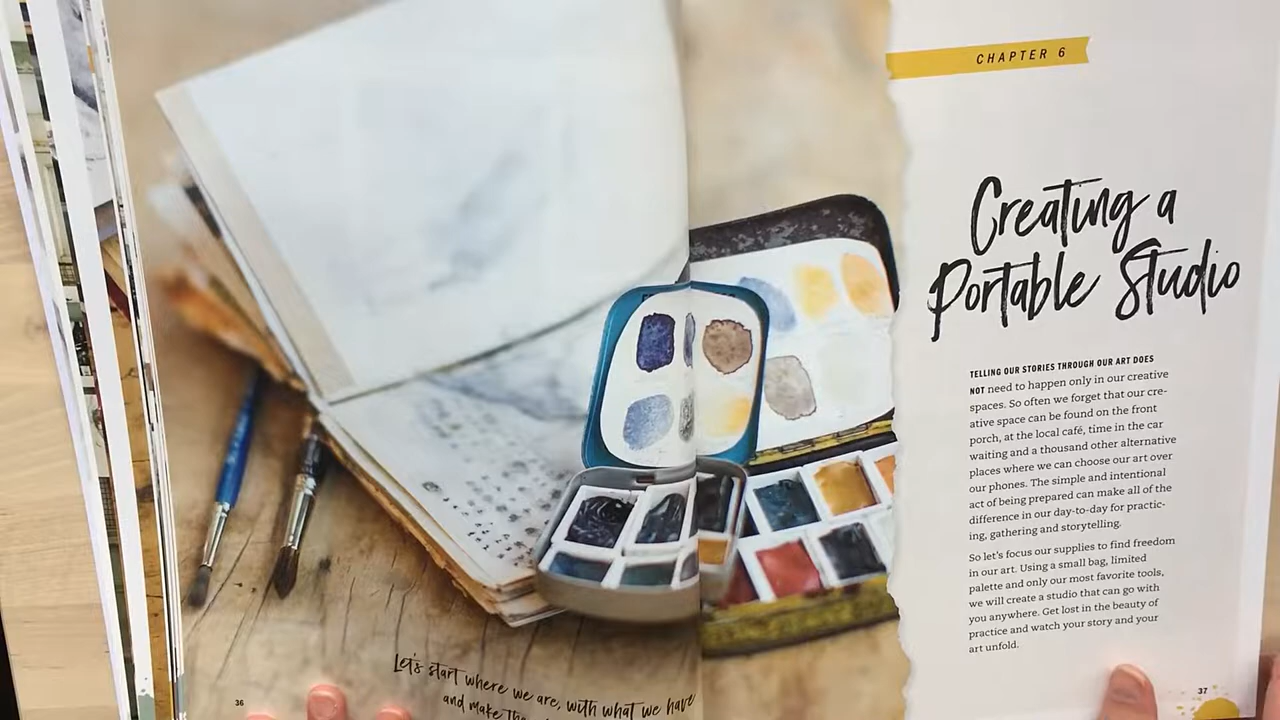 Let's start where we are, with what we have
and make
36
CHAPTER 6
Creating a
Portable Studio
TELLING OUR STORIES THROUGH OUR ART DOES
NOT need to happen only in our creative
spaces. So often we forget that our cre-
ative space can be found on the front
porch, at the local café, time in the car
waiting and a thousand other alternative
places where we can choose our art over
our phones. The simple and intentional
act of being prepared can make all of the
difference in our day-to-day for practic-
ing, gathering and storytelling.
So let's focus our supplies to find freedom
in our art. Using a small bag, limited
palette and only our most favorite tools,
we will create a studio that can go with
you anywhere. Get lost in the beauty of
practice and watch your story and your
art unfold.
37